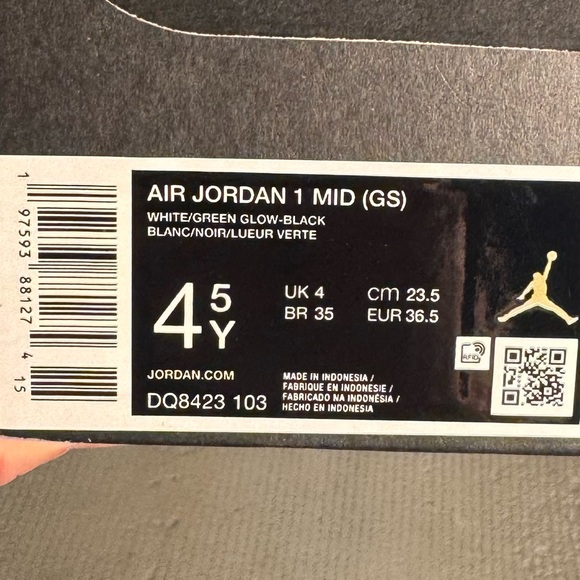 AIR JORDAN 1 MID (GS)
WHITE/GREEN GLOW-BLACK
BLANC/NOIR/LUEUR VERTE
4 5 Y
UK 4 cm 23.5
BR 35 EUR 36.5
JORDAN.COM
DQ8423 103
MADE IN INDONESIA /
FABRIQUE EN INDONESIE /
FABRICADO NA INDONÉSIA /
HECHO EN INDONESIA
RFID
1 97593 88127 4 15